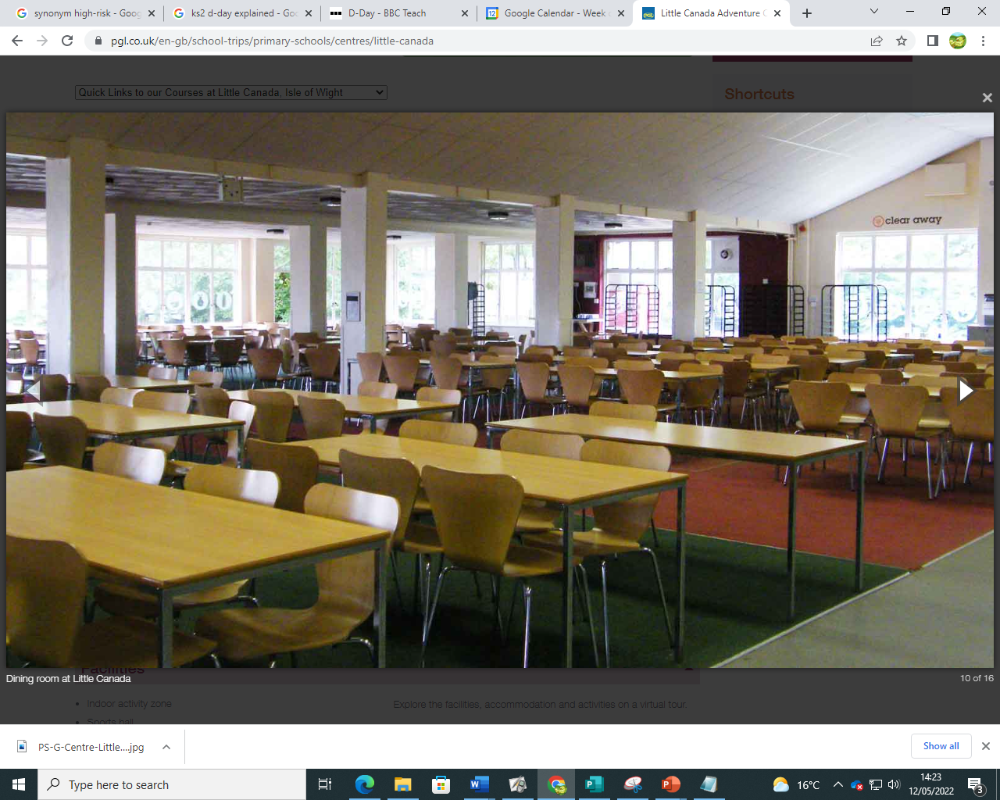 synonym high-risk - Goog
ks2 d-day explained - Goo
D-Day - BBC Teach
Google Calendar - Week
Little Canada Adventure C
pgl.co.uk/en-gb/school-trips/primary-schools/centres/little-canada
Quick Links to our Courses at Little Canada, Isle of Wight
Shortcuts
clear away
Facilities
Dining room at Little Canada
10 of 16
Indoor activity zone
Explore the facilities, accommodation and activities on a virtual tour.
Sports hall
PS-G-Centre-Little....jpg
Show all
Type here to search
16°C
14:23
12/05/2022
3